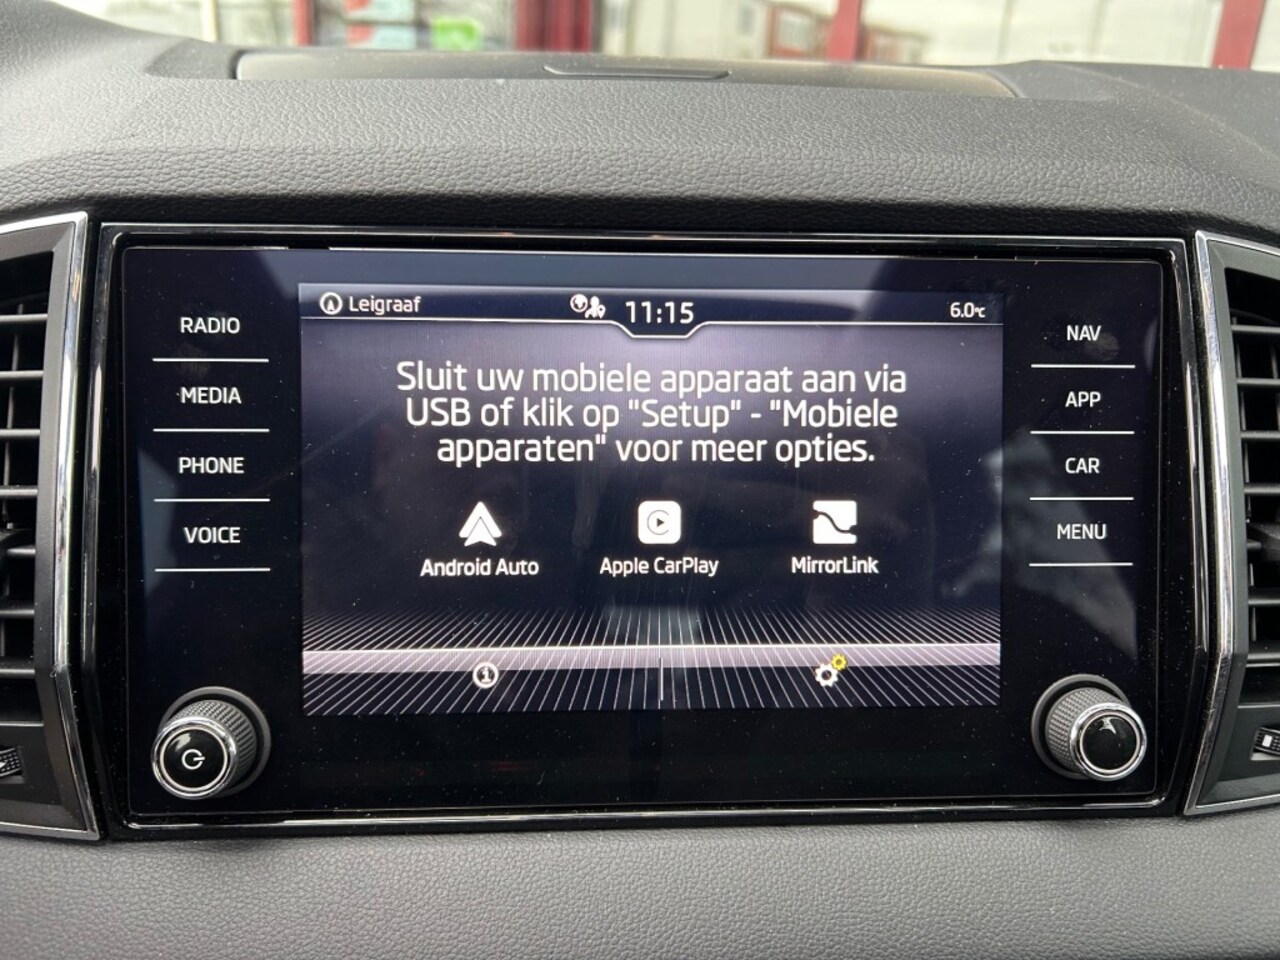 Leigraaf 11:15 6.0°C
RADIO
MEDIA
PHONE
VOICE
Sluit uw mobiele apparaat aan via
USB of klik op "Setup" - "Mobiele
apparaten" voor meer opties.
Android Auto Apple CarPlay MirrorLink
NAV
APP
CAR
MENU